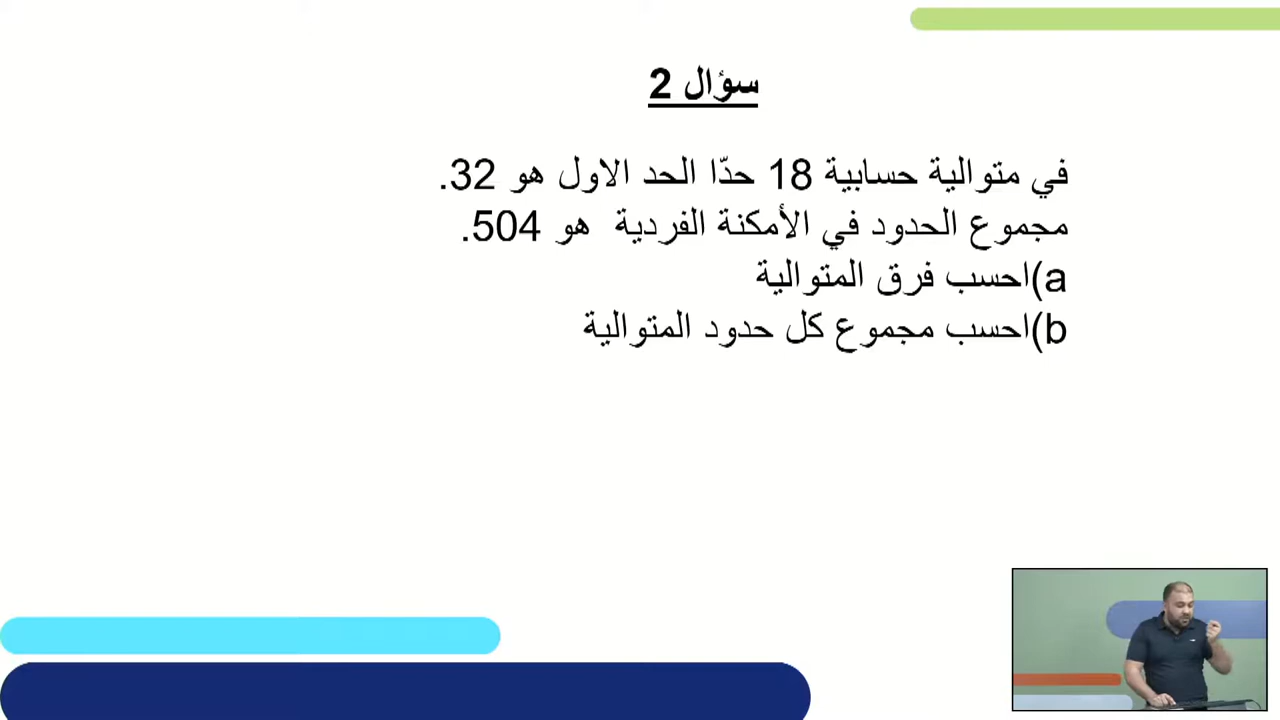 سؤال 2
في متوالية حسابية 18 حدّا الحد الاول هو 32.
مجموع الحدود في الأمكنة الفردية هو 504.
a)احسب فرق المتوالية
b)احسب مجموع كل حدود المتوالية